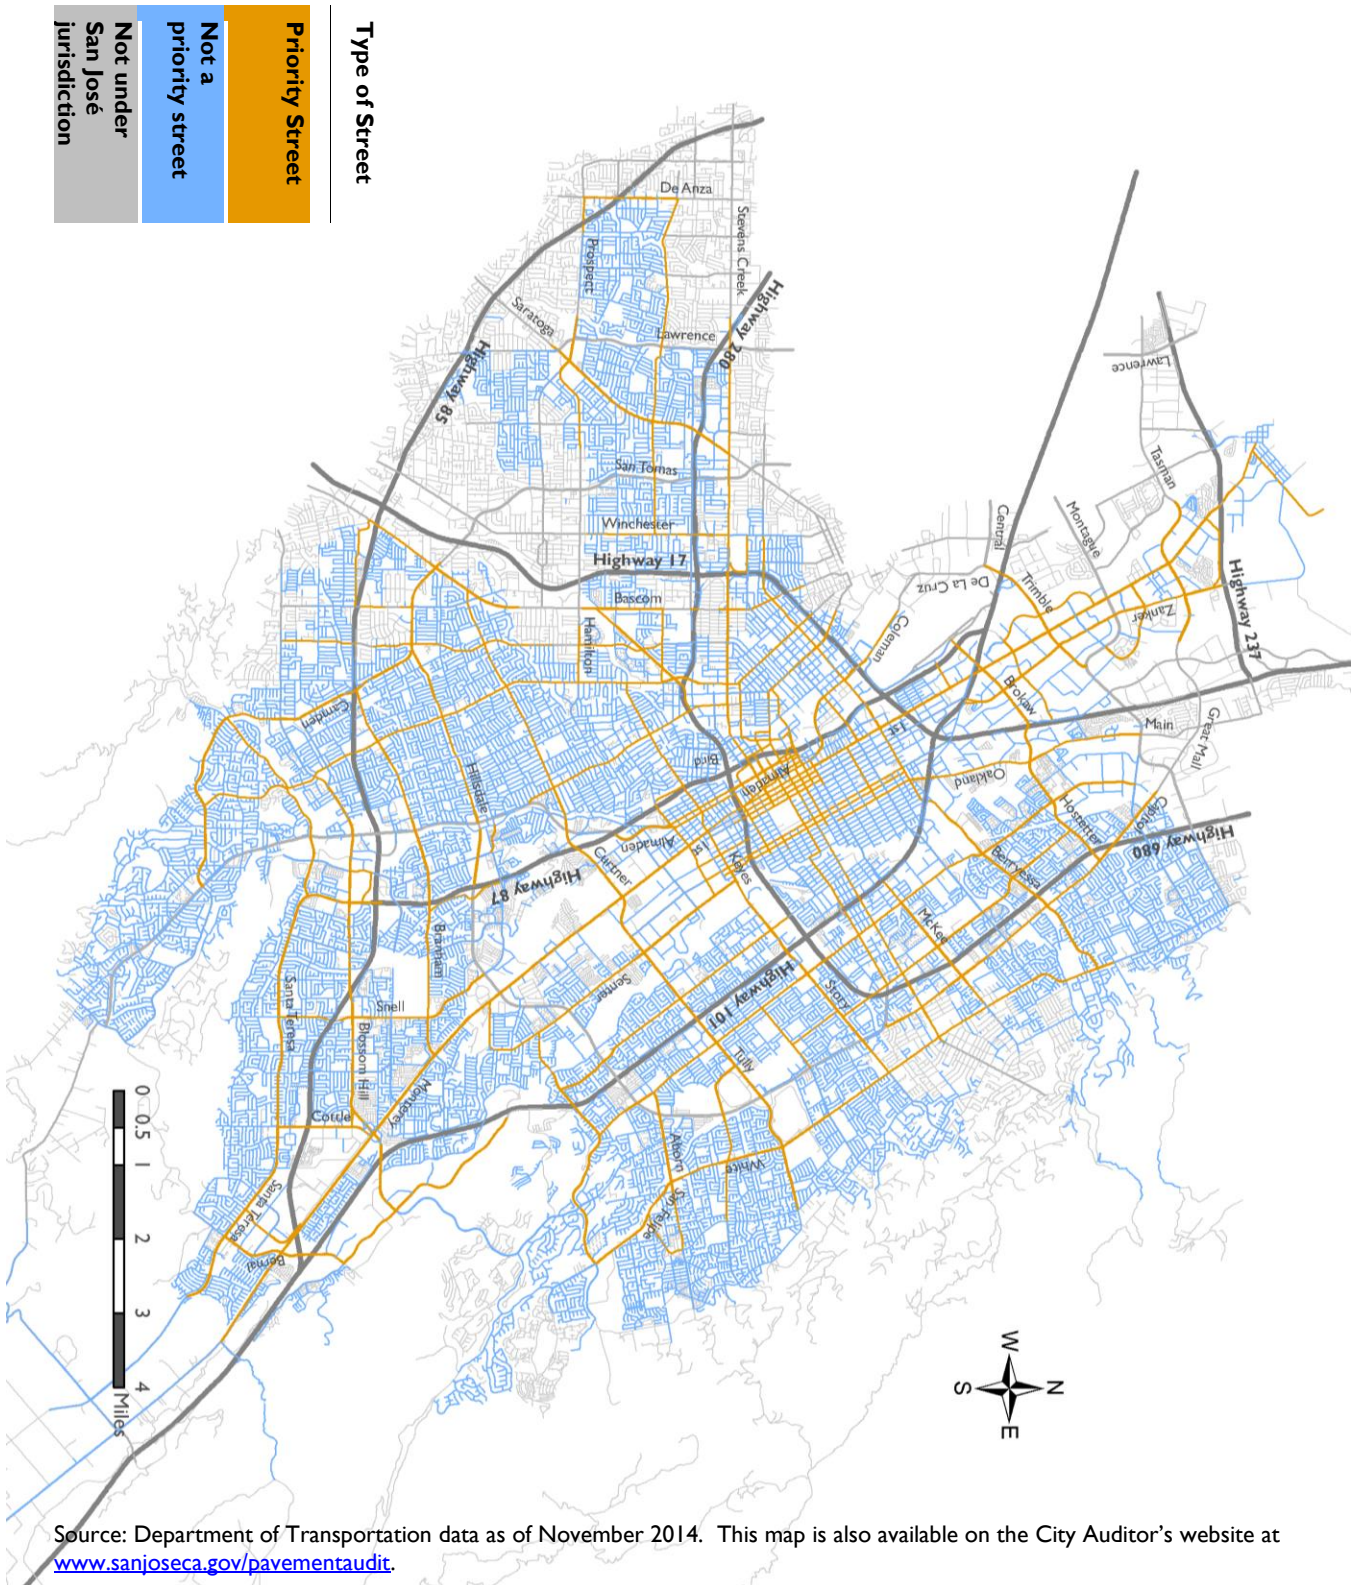 Type of Street
Priority Street
Not a
priority street
Not under
San José
jurisdiction
De Anza
Stevens Creek
Prospect
Highway 280
Saratoga
Lawrence
Highway 85
Lawrence
San Tomas
Tasman
Winchester
Central
Montague
Highway 17
De La Cruz
Trimble
Zanker
Highway 237
Bascom
Hamilton
Coleman
Brokaw
Camden
1st
Main
Great Mall
Bird
Hillsdale
Almaden
Oakland
Hostetter
Capitol
Highway 680
Almaden
1st
Keyes
Curtner
Berryessa
Highway 87
McKee
Branham
Senter
Highway 101
Story
Santa Teresa
Snell
Blossom Hill
Tully
Monterey
Cottle
Aborn
White
San Felipe
Santa Teresa
Bernal
0 0.5 1 2 3 4
Miles
W
N
S
E
Source: Department of Transportation data as of November 2014. This map is also available on the City Auditor’s website at
www.sanjoseca.gov/pavementaudit.